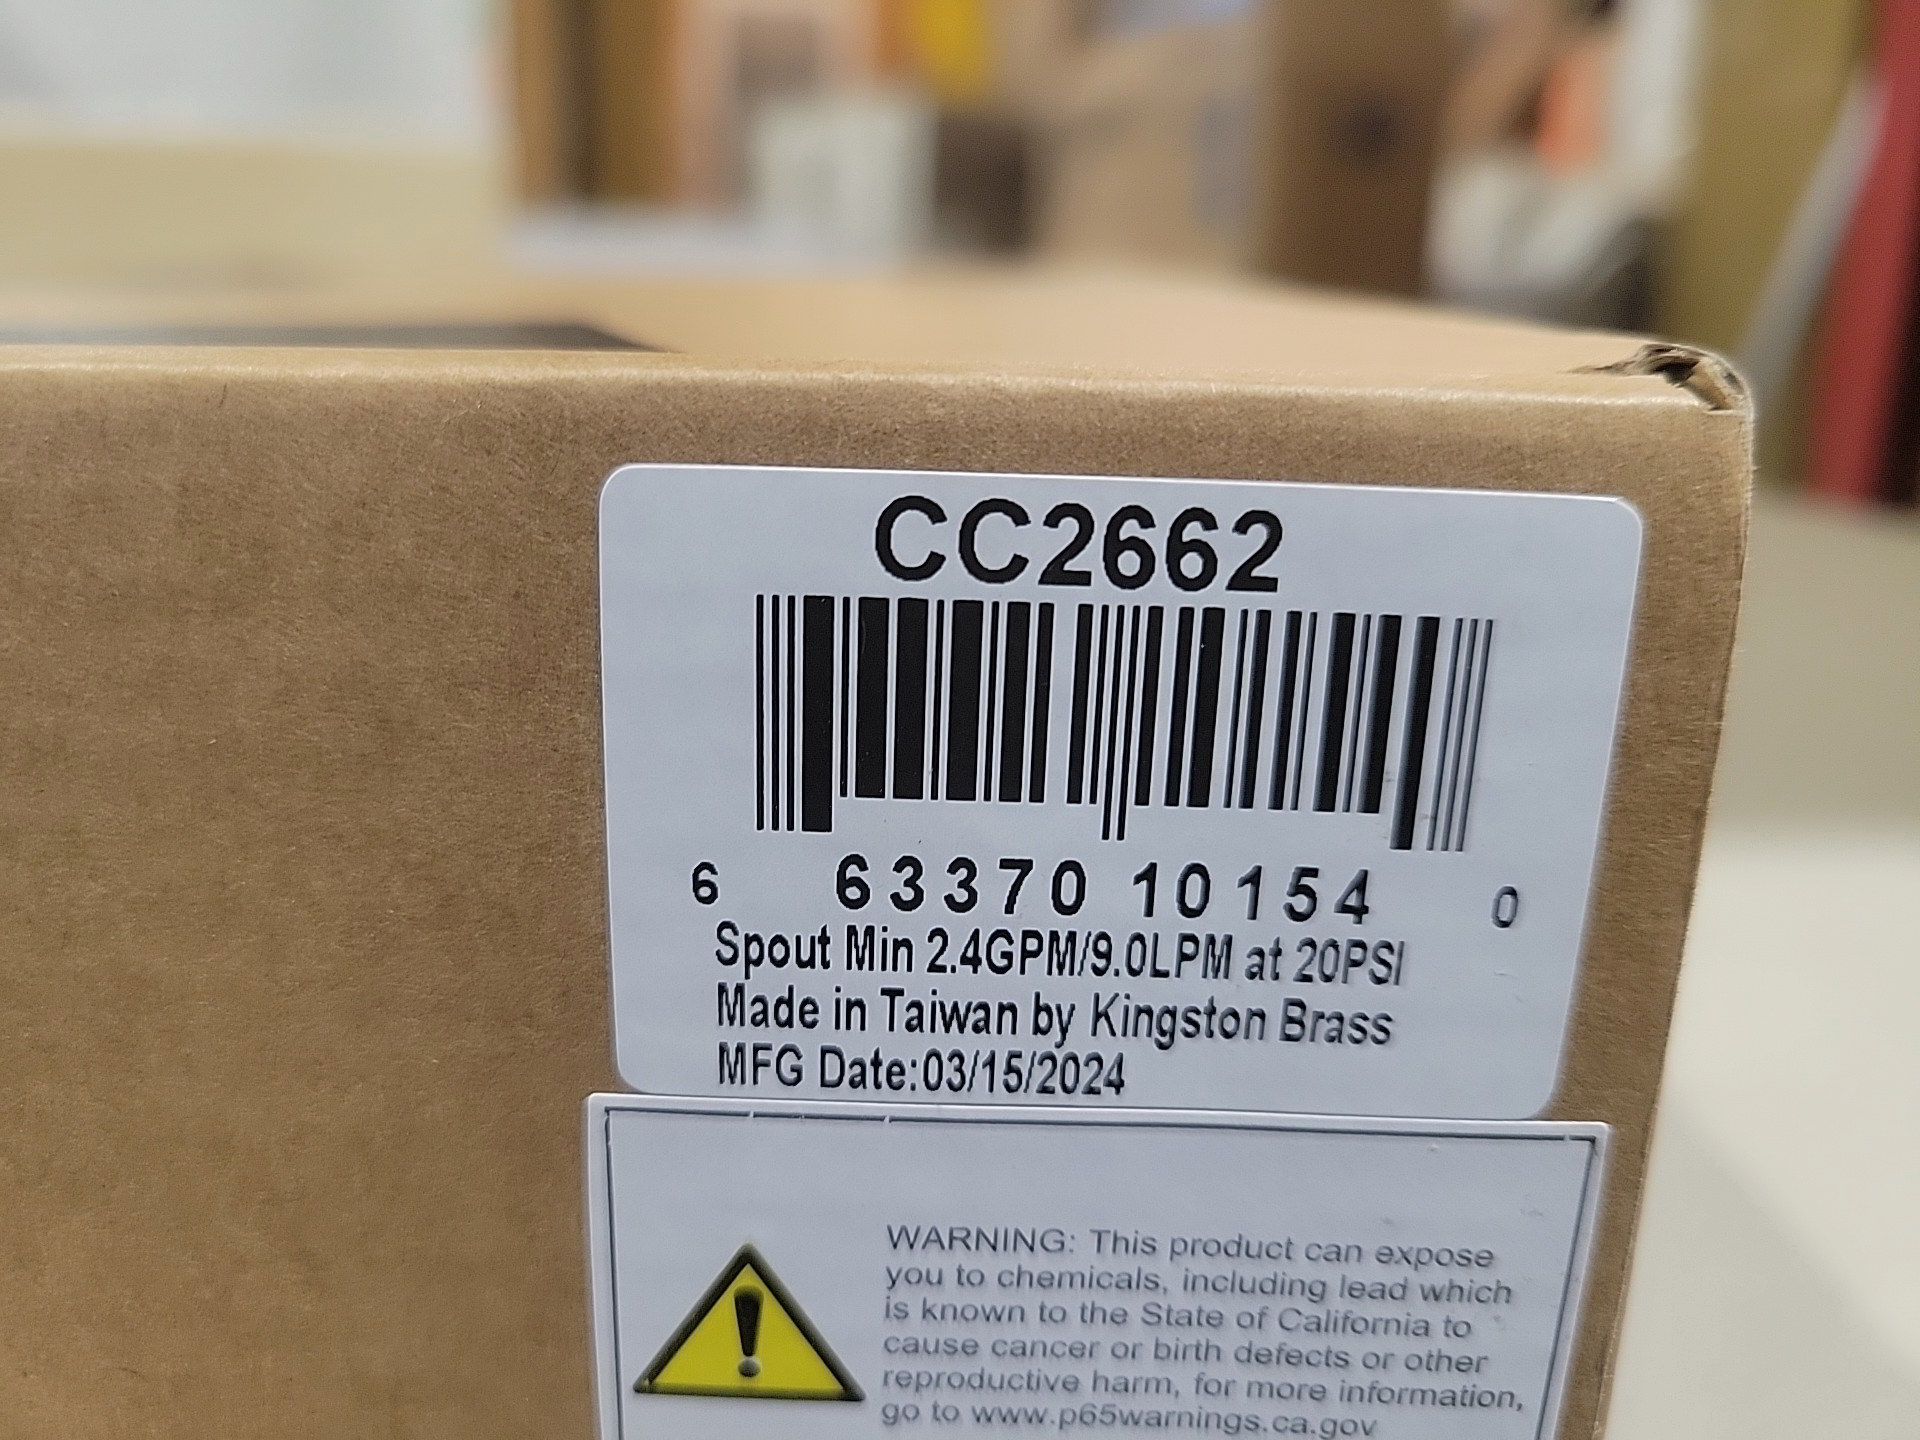 CC2662
6 63370 10154 0
Spout Min 2.4GPM/9.0LPM at 20PSI
Made in Taiwan by Kingston Brass
MFG Date:03/15/2024
WARNING: This product can expose
you to chemicals, including lead which
is known to the State of California to
cause cancer or birth defects or other
reproductive harm, for more information,
go to www.p65warnings.ca.gov